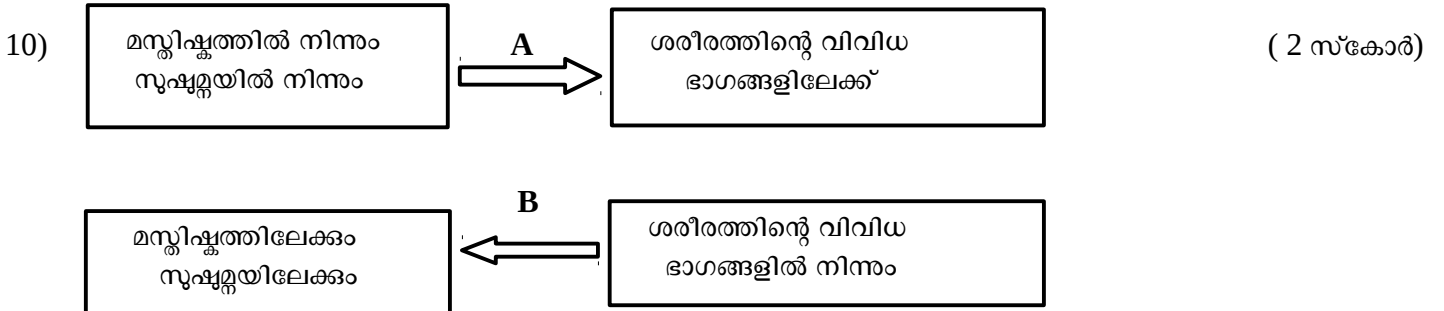 10)
മസ്തിഷ്കത്തിൽ നിന്നും
സുഷുമ്നയിൽ നിന്നും
A
ശരീരത്തിന്റെ വിവിധ
ഭാഗങ്ങളിലേക്ക്
( 2 സ്കോർ)
മസ്തിഷ്കത്തിലേക്കും
സുഷുമ്നയിലേക്കും
B
ശരീരത്തിന്റെ വിവിധ
ഭാഗങ്ങളിൽ നിന്നും